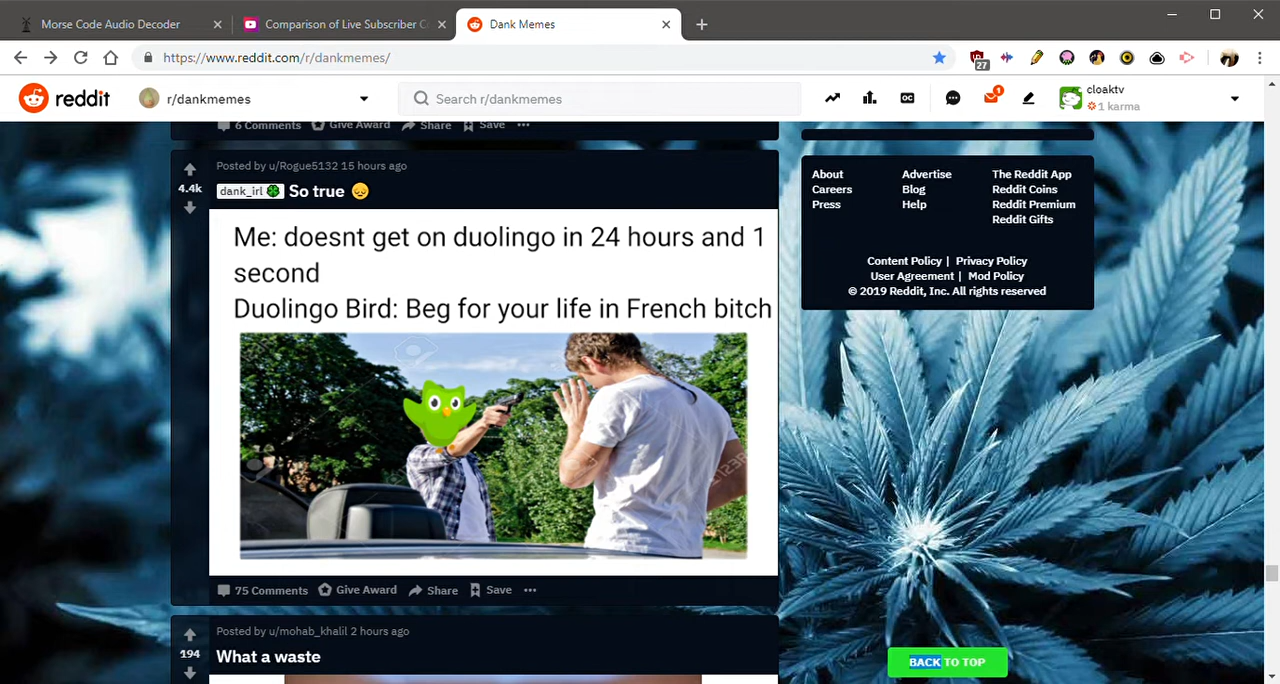 Morse Code Audio Decoder
Comparison of Live Subscriber C
Dank Memes
https://www.reddit.com/r/dankmemes/
27
reddit
r/dankmemes
Search r/dankmemes
1
cloaktv
1 karma
6 Comments Give Award Share Save
Posted by u/Rogue5132 15 hours ago
4.4k
dank_irl So true
Me: doesnt get on duolingo in 24 hours and 1
second
Duolingo Bird: Beg for your life in French bitch
75 Comments Give Award Share Save
Posted by u/mohab_khalil 2 hours ago
194
What a waste
About Advertise The Reddit App
Careers Blog Reddit Coins
Press Help Reddit Premium
Reddit Gifts
Content Policy | Privacy Policy
User Agreement | Mod Policy
© 2019 Reddit, Inc. All rights reserved
BACK TO TOP